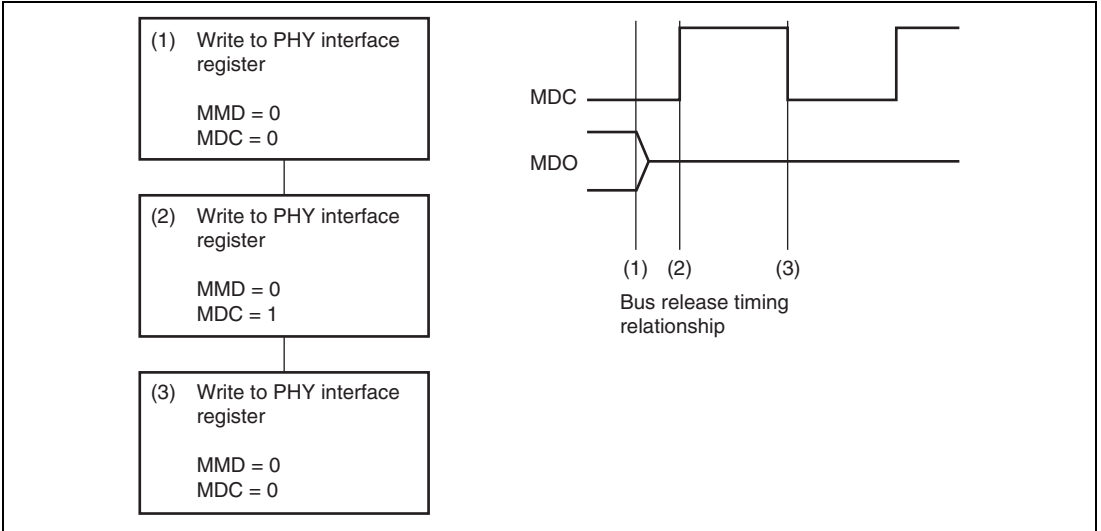 (1) Write to PHY interface
register
MMD = 0
MDC = 0
(2) Write to PHY interface
register
MMD = 0
MDC = 1
(3) Write to PHY interface
register
MMD = 0
MDC = 0
MDC
MDO
(1) (2) (3)
Bus release timing
relationship